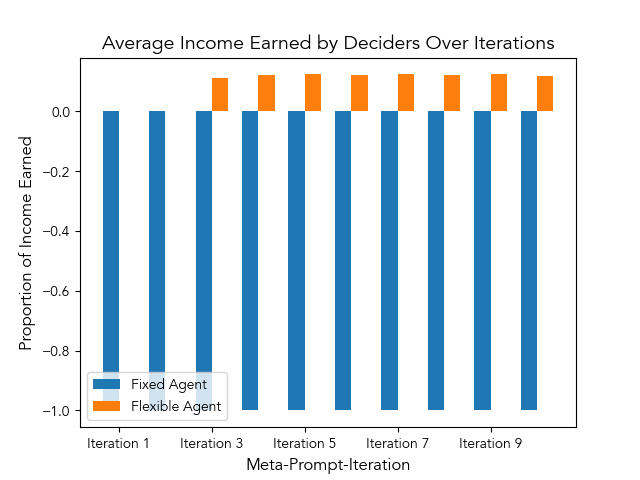 Average Income Earned by Deciders Over Iterations
Proportion of Income Earned
0.0
−0.2
−0.4
−0.6
−0.8
−1.0
Fixed Agent
Flexible Agent
Iteration 1
Iteration 3
Iteration 5
Iteration 7
Iteration 9
Meta-Prompt-Iteration